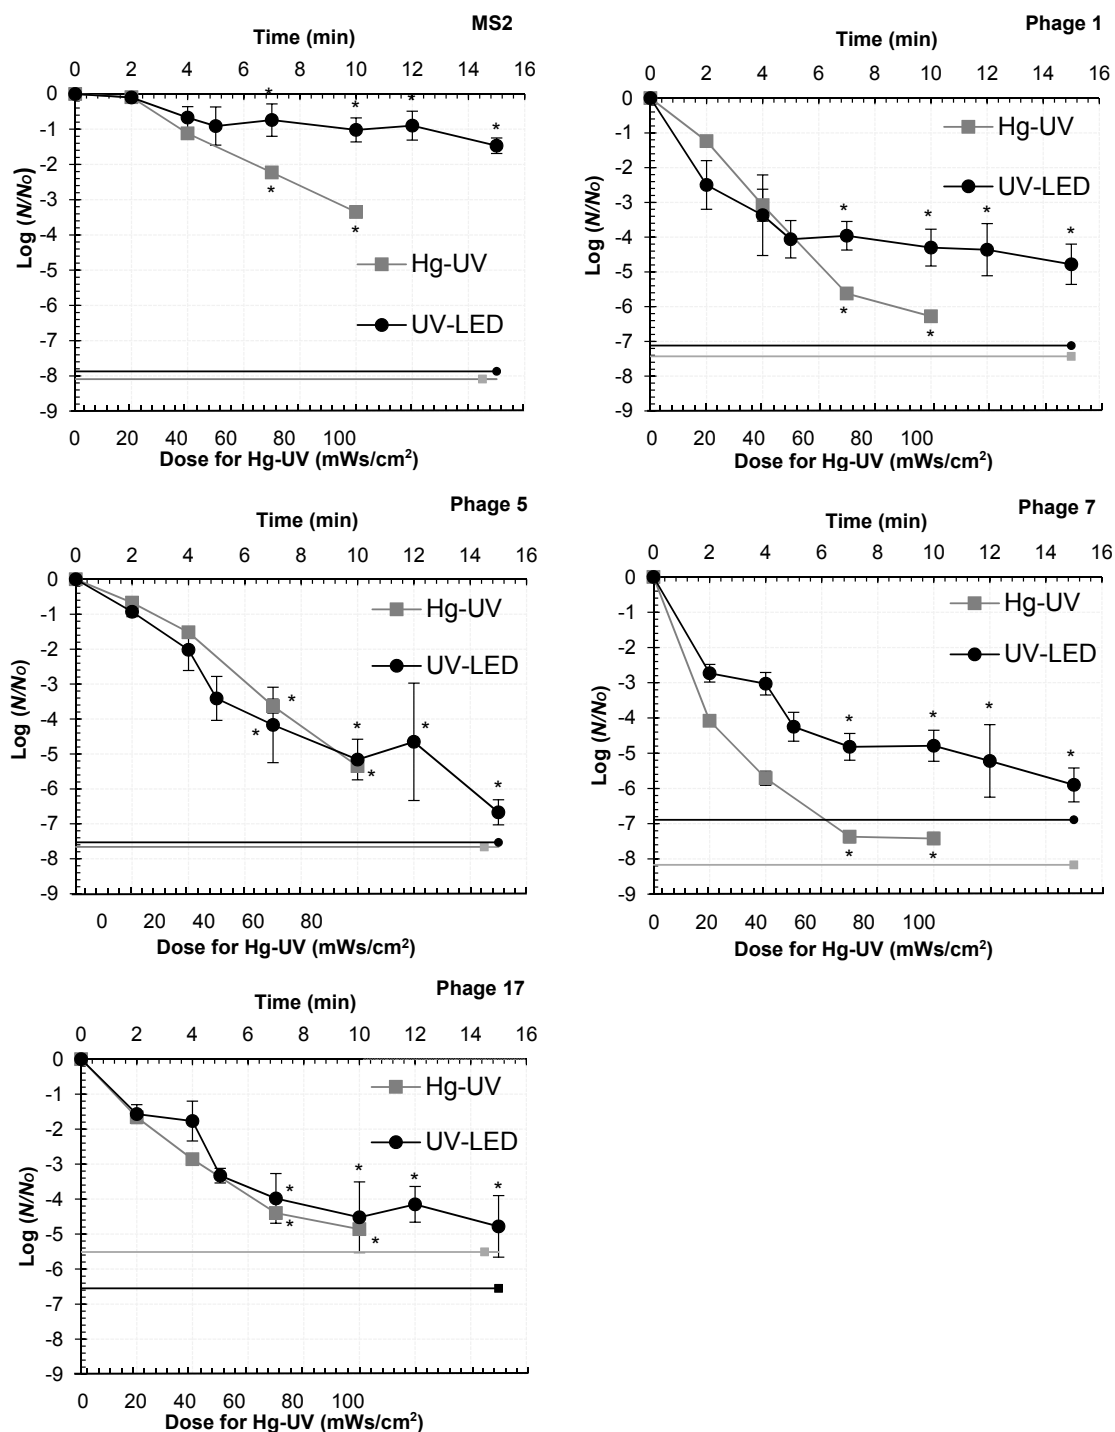 MS2
Time (min)
0 2 4 6 8 10 12 14 16
0
-1
-2
-3
-4
-5
-6
-7
-8
-9
Log (N/No)
* * * *
*
*
Hg-UV
UV-LED
0 20 40 60 80 100
Dose for Hg-UV (mWs/cm²)
Phage 1
Time (min)
0 2 4 6 8 10 12 14 16
0
-1
-2
-3
-4
-5
-6
-7
-8
-9
Log (N/No)
Hg-UV
UV-LED
* * * *
* *
0 20 40 60 80 100
Dose for Hg-UV (mWs/cm²)
Phage 5
Time (min)
0 2 4 6 8 10 12 14 16
0
-1
-2
-3
-4
-5
-6
-7
-8
-9
Log (N/No)
Hg-UV
UV-LED
*
* * *
*
*
0 20 40 60 80
Dose for Hg-UV (mWs/cm²)
Phage 7
Time (min)
0 2 4 6 8 10 12 14 16
0
-1
-2
-3
-4
-5
-6
-7
-8
-9
Log (N/No)
Hg-UV
UV-LED
* * * *
* *
0 20 40 60 80 100
Dose for Hg-UV (mWs/cm²)
Phage 17
Time (min)
0 2 4 6 8 10 12 14 16
0
-1
-2
-3
-4
-5
-6
-7
-8
-9
Log (N/No)
Hg-UV
UV-LED
* * * *
* *
0 20 40 60 80 100
Dose for Hg-UV (mWs/cm²)